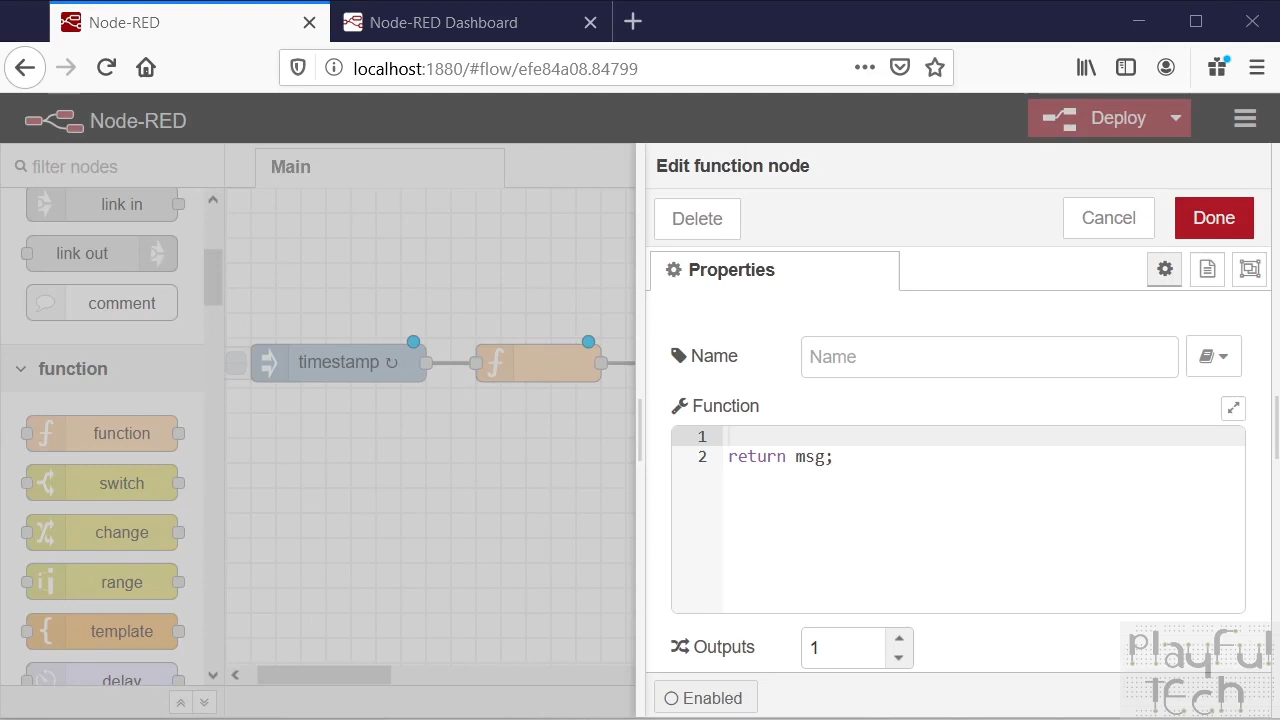 Node-RED
Node-RED Dashboard
localhost:1880/#flow/efe84a08.84799
Node-RED
Deploy
filter nodes
Main
Edit function node
link in
Delete
Cancel
Done
link out
Properties
comment
timestamp ↻
Name
Name
function
Function
function
1
2 return msg;
switch
change
range
template
Outputs
1
delay
Enabled
playful
tech